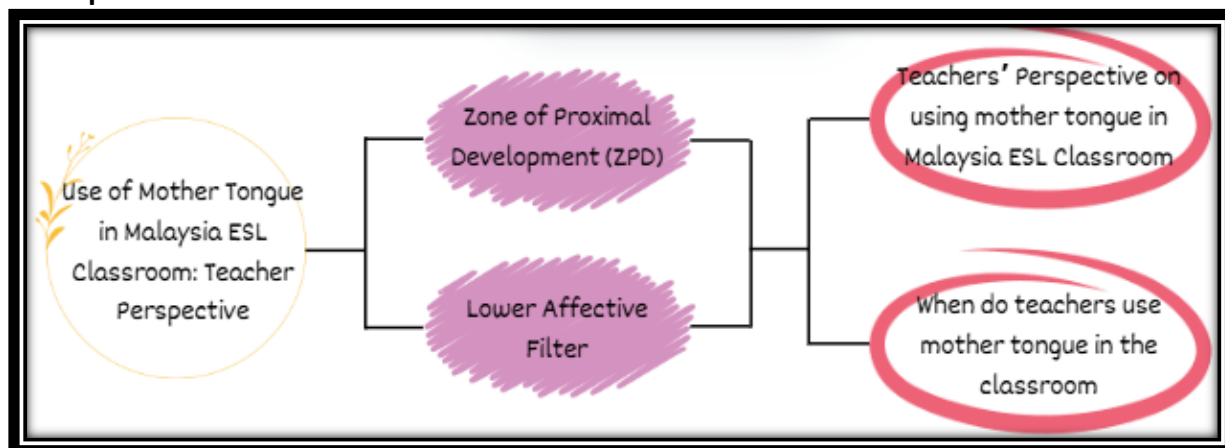 Use of Mother Tongue
in Malaysia ESL
Classroom: Teacher
Perspective
Zone of Proximal
Development (ZPD)
Lower Affective
Filter
Teachers' Perspective on
using mother tongue in
Malaysia ESL Classroom
When do teachers use
mother tongue in the
classroom